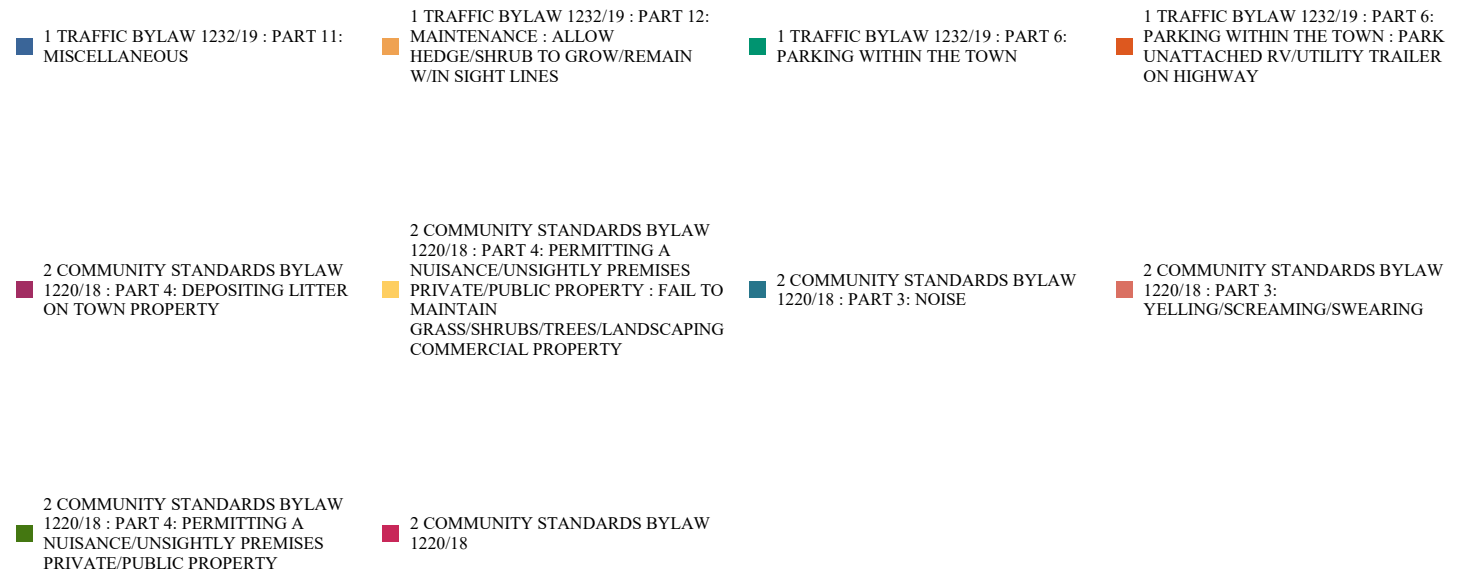 1 TRAFFIC BYLAW 1232/19 : PART 11:
MISCELLANEOUS
1 TRAFFIC BYLAW 1232/19 : PART 12:
MAINTENANCE : ALLOW
HEDGE/SHRUB TO GROW/REMAIN
W/IN SIGHT LINES
1 TRAFFIC BYLAW 1232/19 : PART 6:
PARKING WITHIN THE TOWN
1 TRAFFIC BYLAW 1232/19 : PART 6:
PARKING WITHIN THE TOWN : PARK
UNATTACHED RV/UTILITY TRAILER
ON HIGHWAY
2 COMMUNITY STANDARDS BYLAW
1220/18 : PART 4: DEPOSITING LITTER
ON TOWN PROPERTY
2 COMMUNITY STANDARDS BYLAW
1220/18 : PART 4: PERMITTING A
NUISANCE/UNSIGHTLY PREMISES
PRIVATE/PUBLIC PROPERTY : FAIL TO
MAINTAIN
GRASS/SHRUBS/TREES/LANDSCAPING
COMMERCIAL PROPERTY
2 COMMUNITY STANDARDS BYLAW
1220/18 : PART 3: NOISE
2 COMMUNITY STANDARDS BYLAW
1220/18 : PART 3:
YELLING/SCREAMING/SWEARING
2 COMMUNITY STANDARDS BYLAW
1220/18 : PART 4: PERMITTING A
NUISANCE/UNSIGHTLY PREMISES
PRIVATE/PUBLIC PROPERTY
2 COMMUNITY STANDARDS BYLAW
1220/18